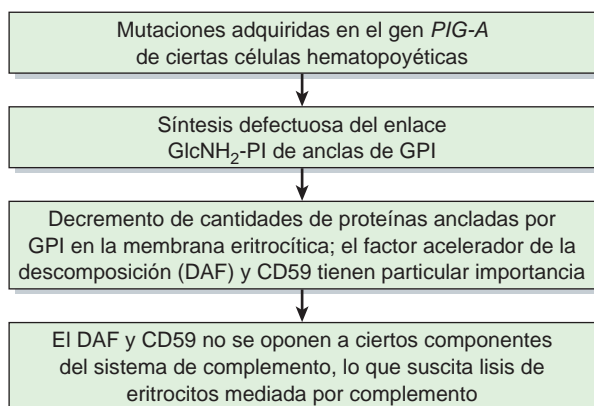 Mutaciones adquiridas en el gen PIG-A
de ciertas células hematopoyéticas
Síntesis defectuosa del enlace
GlcNH₂-PI de anclas de GPI
Decremento de cantidades de proteínas ancladas por
GPI en la membrana eritrocítica; el factor acelerador de la
descomposición (DAF) y CD59 tienen particular importancia
El DAF y CD59 no se oponen a ciertos componentes
del sistema de complemento, lo que suscita lisis de
eritrocitos mediada por complemento